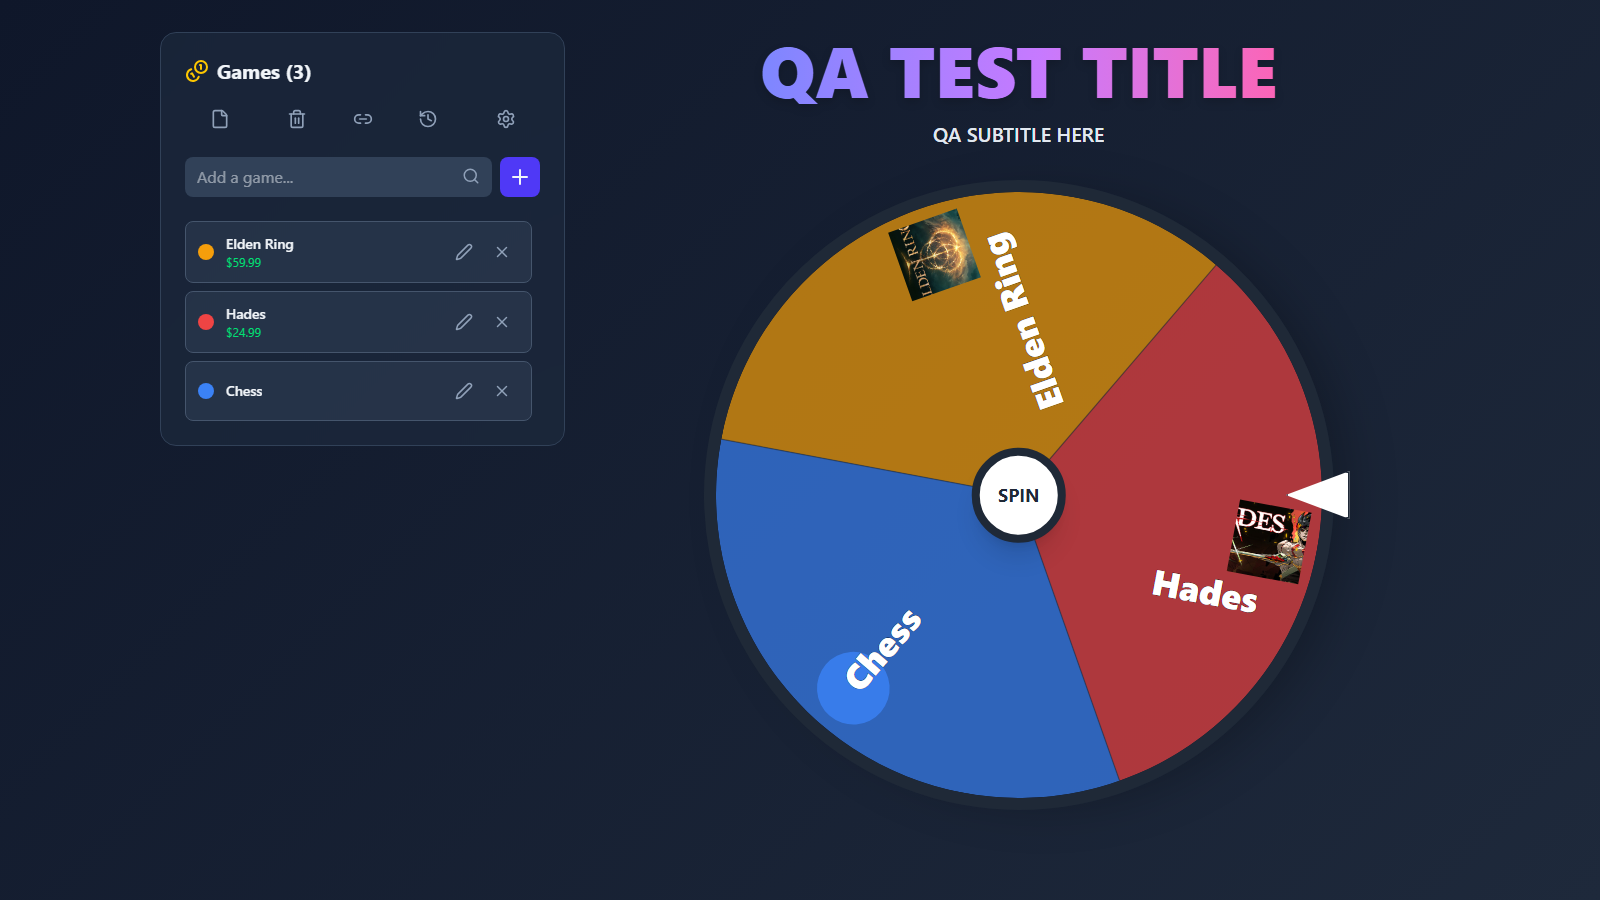 Games (3)
Add a game...
Elden Ring
$59.99
Hades
$24.99
Chess
QA TEST TITLE
QA SUBTITLE HERE
Elden Ring
SPIN
DES
Hades
Chess